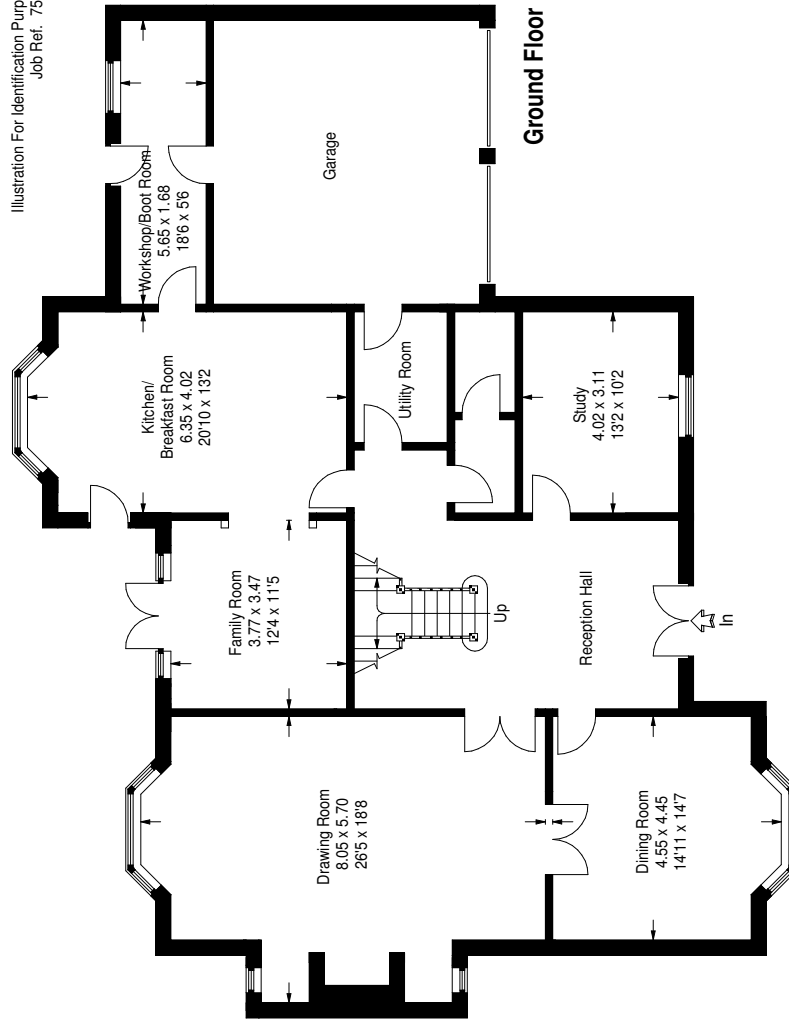 Illustration For Identification Purp
Job Ref. 75
Workshop/Boot Room
5.65 x 1.68
18'6 x 5'6
Garage
Ground Floor
Kitchen/
Breakfast Room
6.35 x 4.02
20'10 x 13'2
Utility Room
Study
4.02 x 3.11
13'2 x 10'2
Family Room
3.77 x 3.47
12'4 x 11'5
Up
Reception Hall
In
Drawing Room
8.05 x 5.70
26'5 x 18'8
Dining Room
4.55 x 4.45
14'11 x 14'7